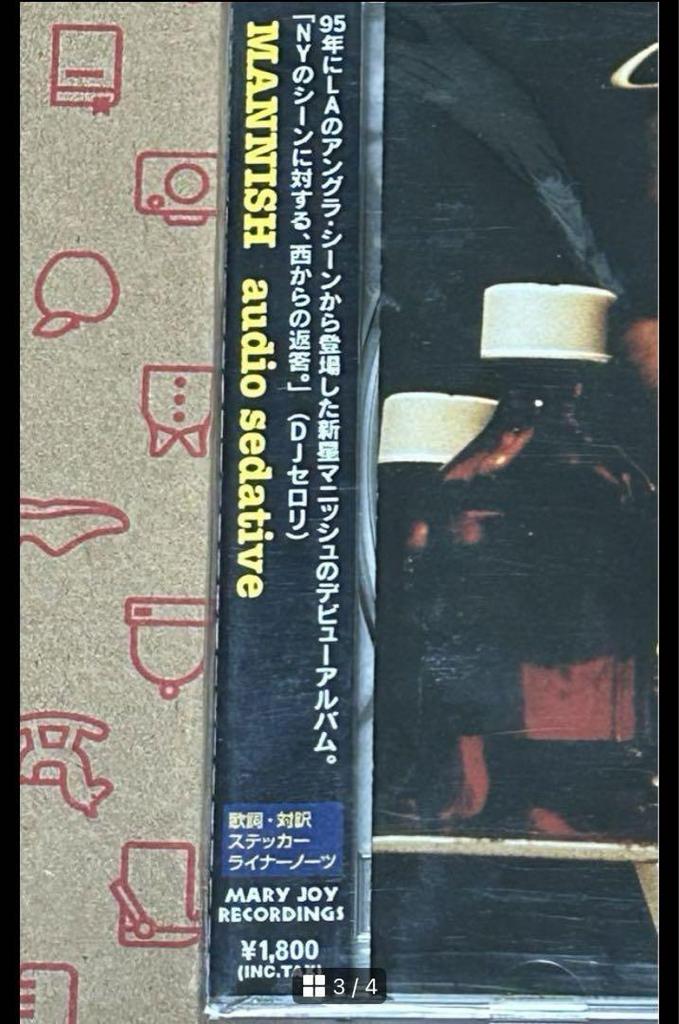 95年にLAのアングラ・シーンから登場した新星マニッシュのデビューアルバム。
「NYのシーンに対する、西からの返答。」(DJセロリ)
MANNISH audio sedative
歌詞・対訳
ステッカー
ライナーノーツ
MARY JOY
RECORDINGS
¥1,800
(INC.TAX)
3 / 4